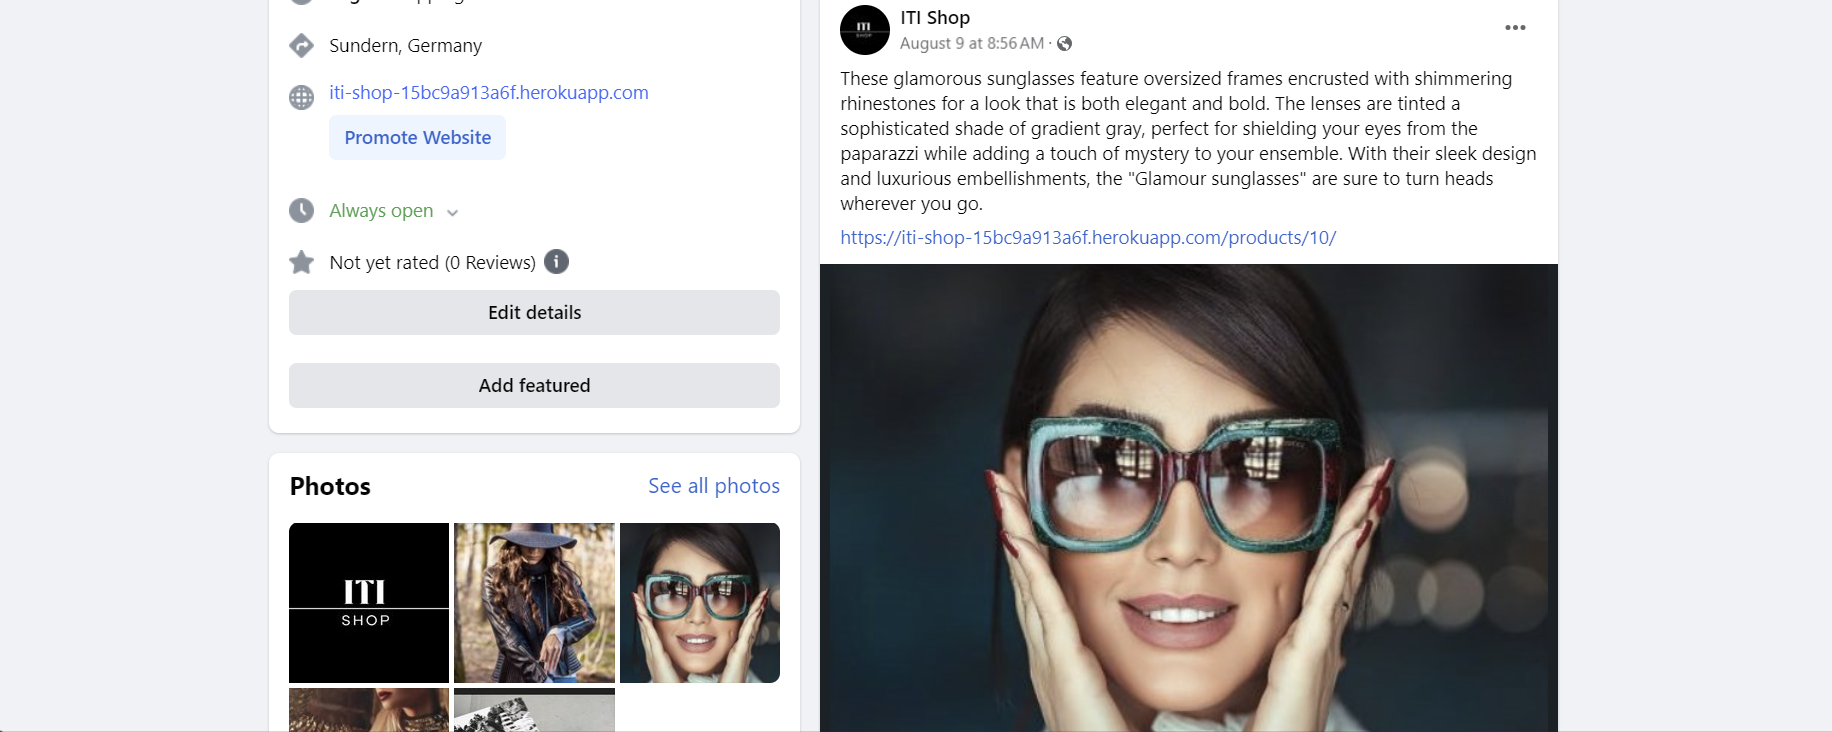 Sundern, Germany
iti-shop-15bc9a913a6f.herokuapp.com
Promote Website
Always open
Not yet rated (0 Reviews)
Edit details
Add featured
Photos
See all photos
ITI
SHOP
ITI Shop
August 9 at 8:56 AM ·
These glamorous sunglasses feature oversized frames encrusted with shimmering
rhinestones for a look that is both elegant and bold. The lenses are tinted a
sophisticated shade of gradient gray, perfect for shielding your eyes from the
paparazzi while adding a touch of mystery to your ensemble. With their sleek design
and luxurious embellishments, the "Glamour sunglasses" are sure to turn heads
wherever you go.
https://iti-shop-15bc9a913a6f.herokuapp.com/products/10/